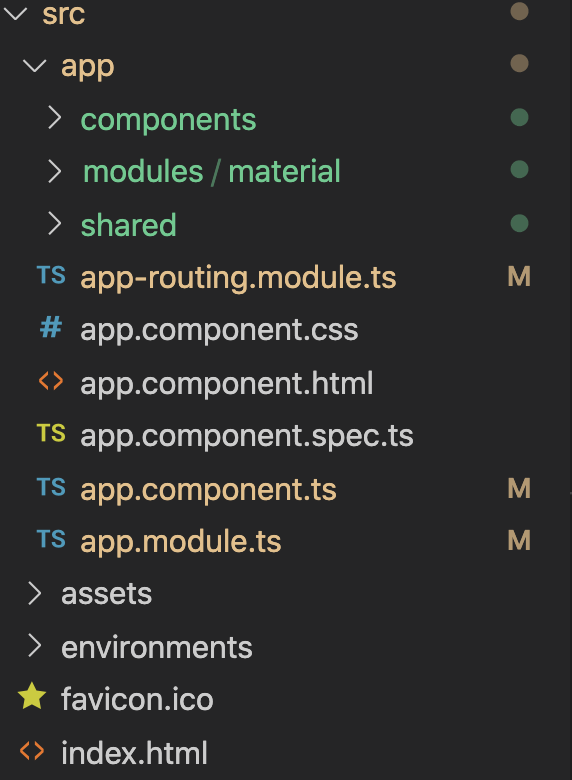 src
app
components
modules / material
shared
TS app-routing.module.ts M
# app.component.css
<> app.component.html
TS app.component.spec.ts
TS app.component.ts M
TS app.module.ts M
assets
environments
favicon.ico
<> index.html